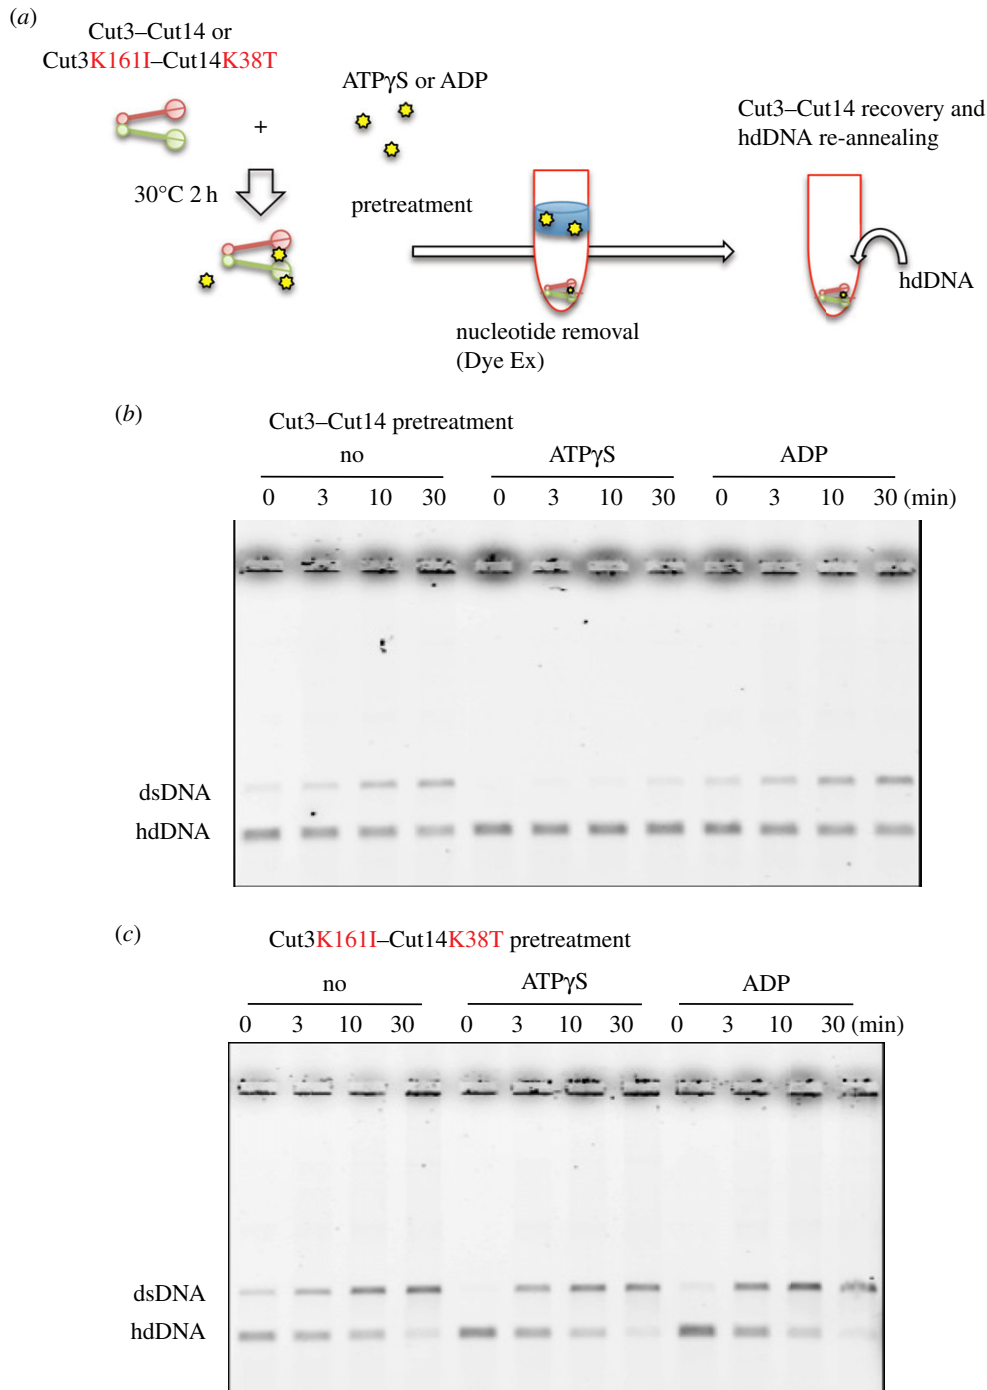 (a)
Cut3–Cut14 or
Cut3K161I–Cut14K38T
ATPγS or ADP
Cut3–Cut14 recovery and
hdDNA re-annealing
+
30°C 2 h
pretreatment
hdDNA
nucleotide removal
(Dye Ex)
(b)
Cut3–Cut14 pretreatment
no ATPγS ADP
0 3 10 30 0 3 10 30 0 3 10 30 (min)
dsDNA
hdDNA
(c)
Cut3K161I–Cut14K38T pretreatment
no ATPγS ADP
0 3 10 30 0 3 10 30 0 3 10 30 (min)
dsDNA
hdDNA